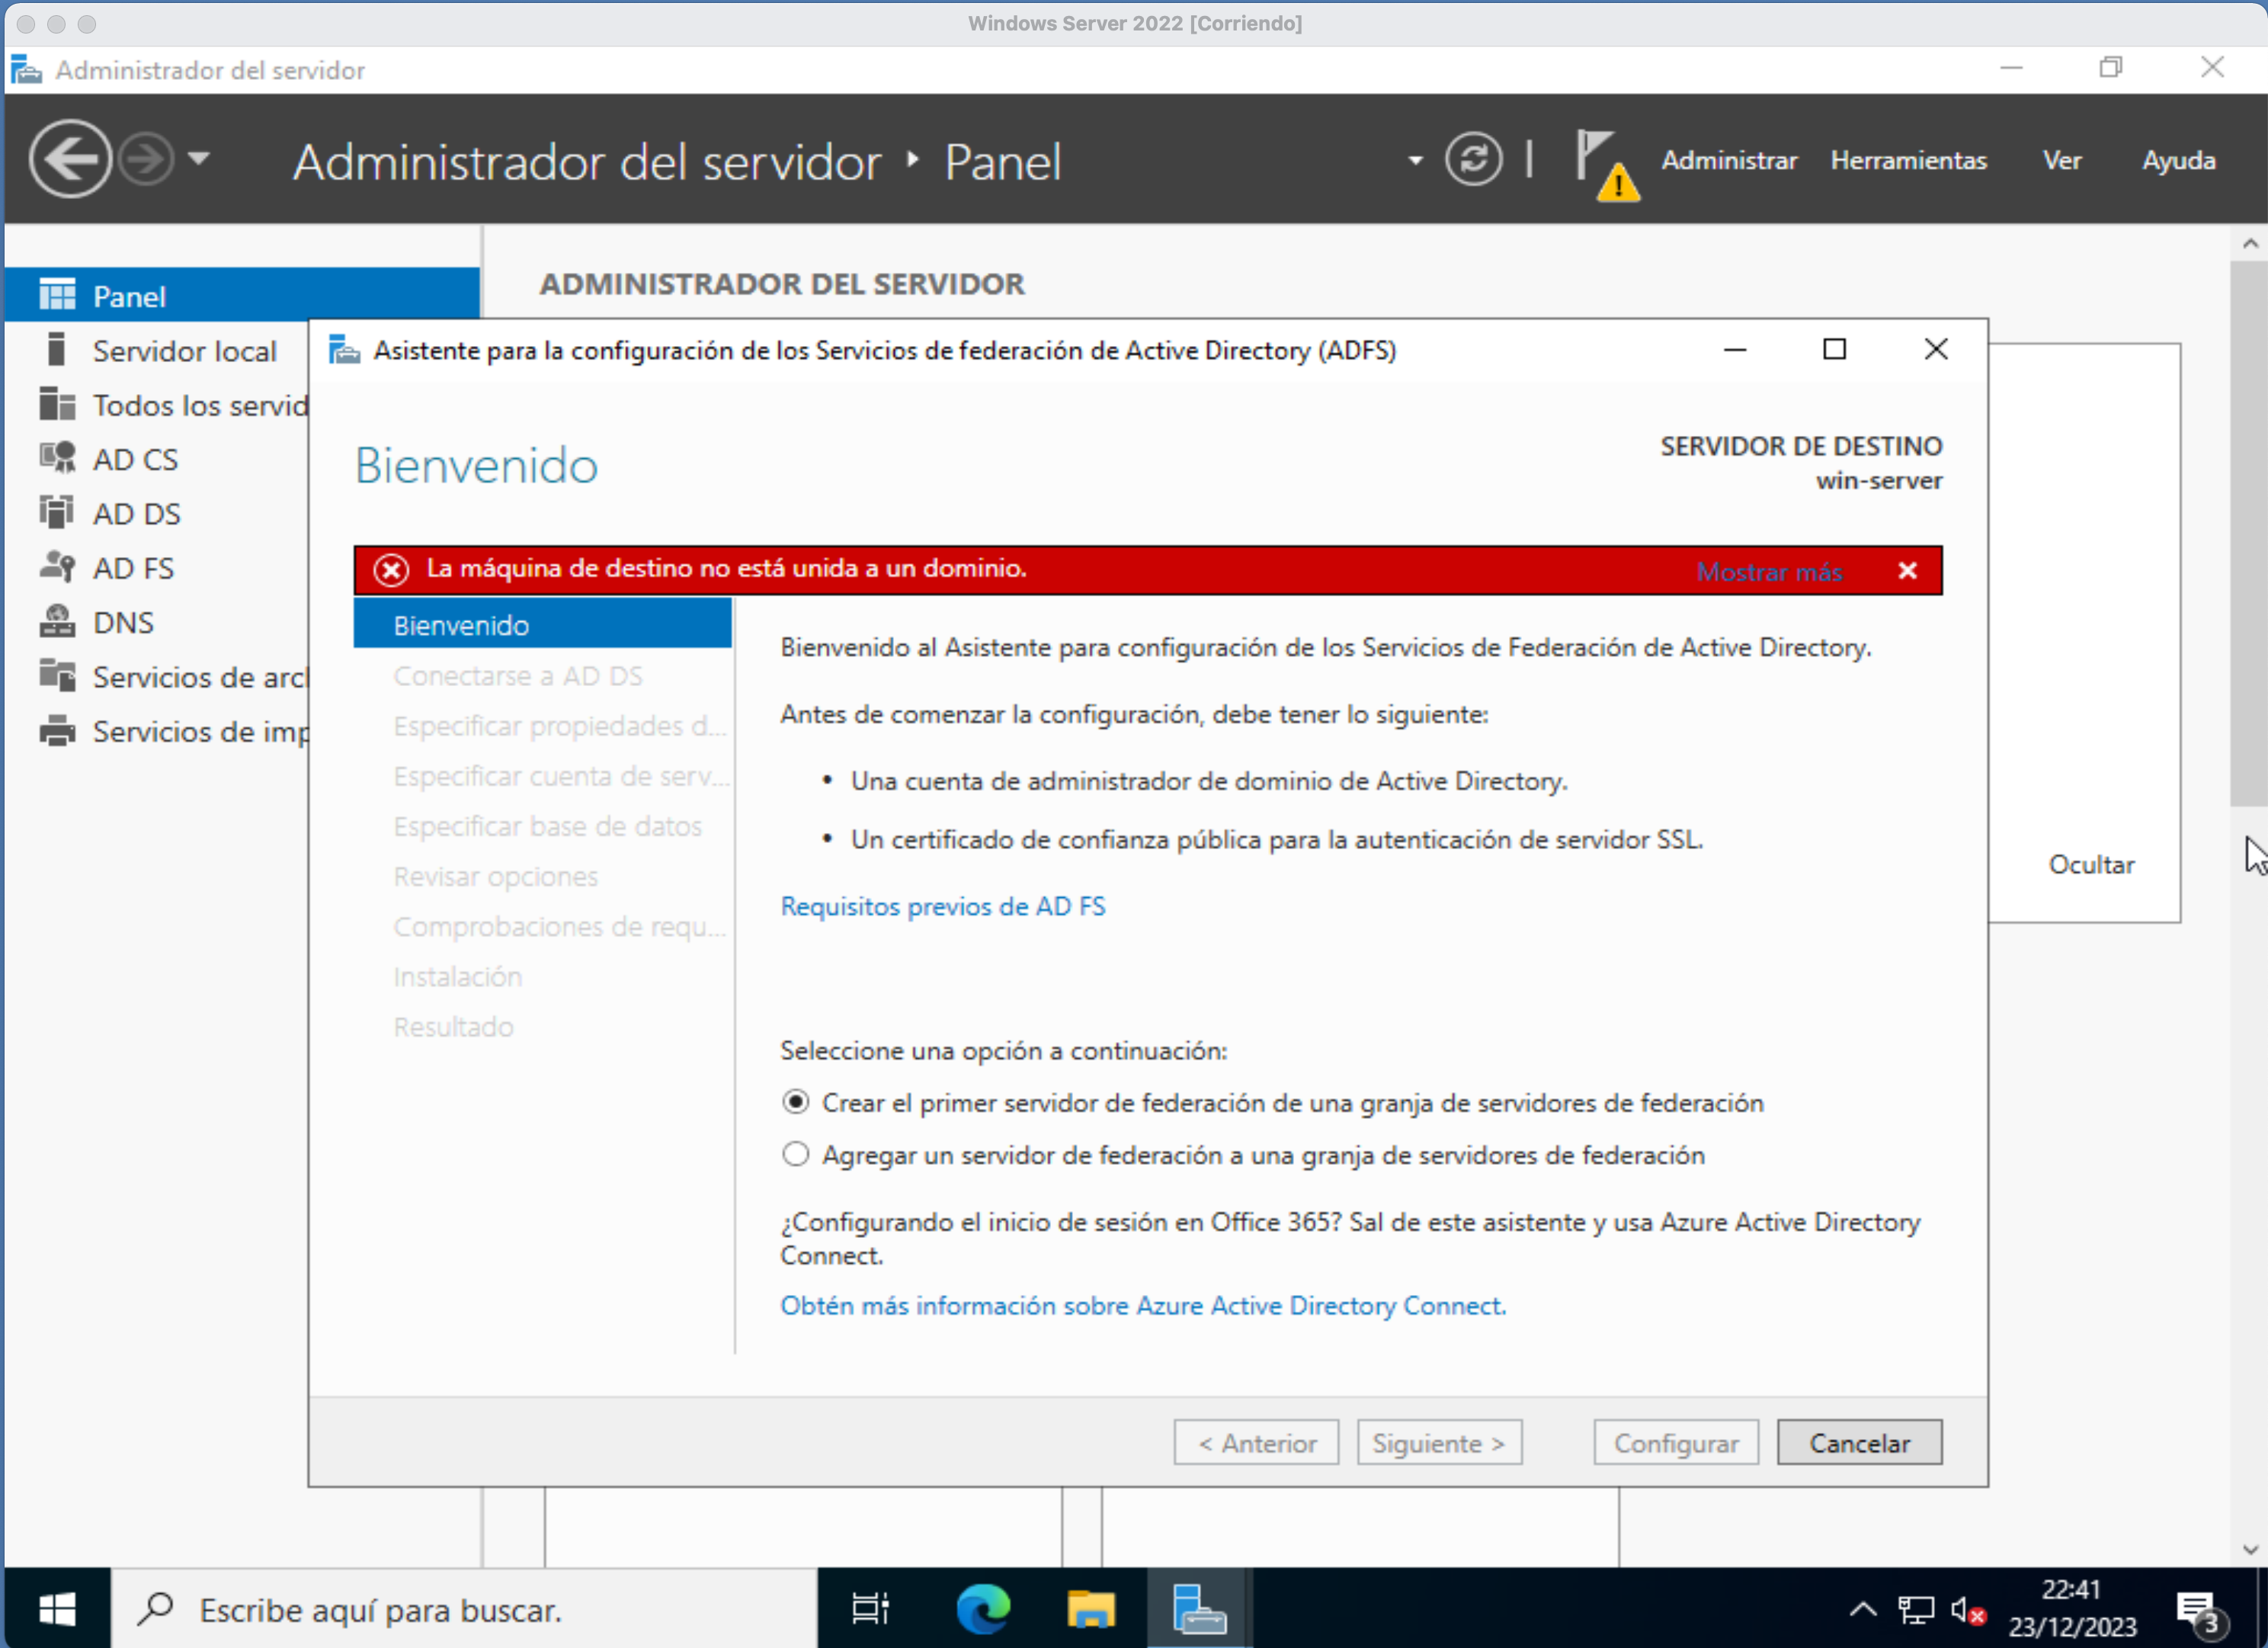 Windows Server 2022 [Corriendo]
Administrador del servidor
Administrador del servidor ‣ Panel
Administrar Herramientas Ver Ayuda
Panel
Servidor local
Todos los servid
AD CS
AD DS
AD FS
DNS
Servicios de arc
Servicios de imp
ADMINISTRADOR DEL SERVIDOR
Asistente para la configuración de los Servicios de federación de Active Directory (ADFS)
Bienvenido
SERVIDOR DE DESTINO
win-server
La máquina de destino no está unida a un dominio.
Mostrar más
Bienvenido
Conectarse a AD DS
Especificar propiedades d...
Especificar cuenta de serv...
Especificar base de datos
Revisar opciones
Comprobaciones de requ...
Instalación
Resultado
Bienvenido al Asistente para configuración de los Servicios de Federación de Active Directory.
Antes de comenzar la configuración, debe tener lo siguiente:
• Una cuenta de administrador de dominio de Active Directory.
• Un certificado de confianza pública para la autenticación de servidor SSL.
Requisitos previos de AD FS
Seleccione una opción a continuación:
Crear el primer servidor de federación de una granja de servidores de federación
Agregar un servidor de federación a una granja de servidores de federación
¿Configurando el inicio de sesión en Office 365? Sal de este asistente y usa Azure Active Directory
Connect.
Obtén más información sobre Azure Active Directory Connect.
< Anterior
Siguiente >
Configurar
Cancelar
Ocultar
Escribe aquí para buscar.
22:41
23/12/2023
3